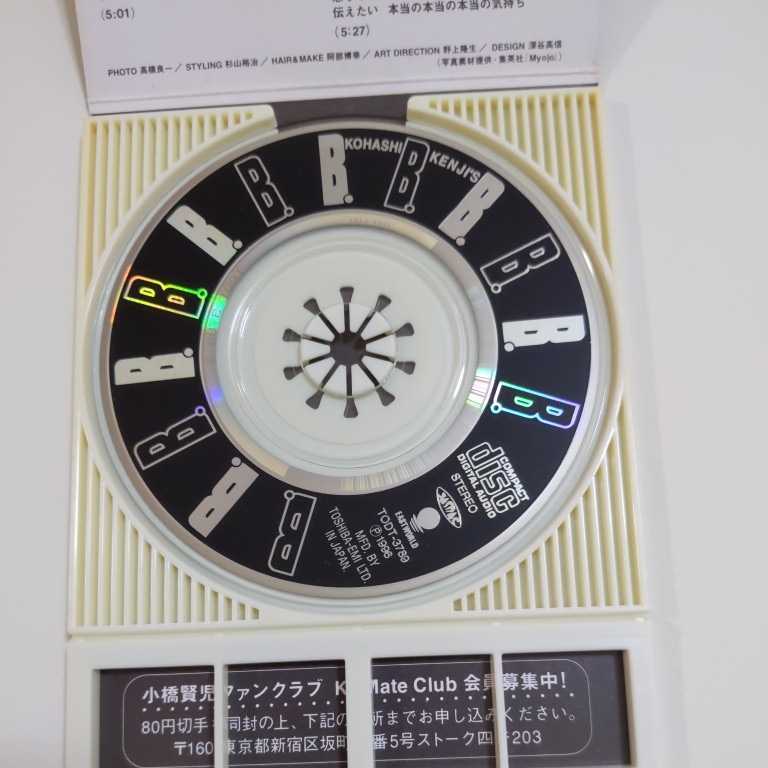 (5:01)
伝えたい 本当の本当の本当の気持ち
(5:27)
PHOTO 高橋良一/ STYLING 杉山裕治/ HAIR&MAKE 阿部博幸/ ART DIRECTION 野上隆生/ DESIGN 深谷高信
(写真素材提供・集英社「Myojo」)
KOHASHI KENJI'S
B. B. B. B. B. B. B. B. B. B. B. B. B.
COMPACT
disc
DIGITAL AUDIO
STEREO
EASTWORLD
TODT-3789
℗1996
MFD. BY
TOSHIBA-EMI LTD.
IN JAPAN.
小橋賢児ファンクラブ K Mate Club 会員募集中!
80円切手 同封の上、下記の 所までお申し込みください。
〒160 東京都新宿区坂町 番5号ストーク四 203